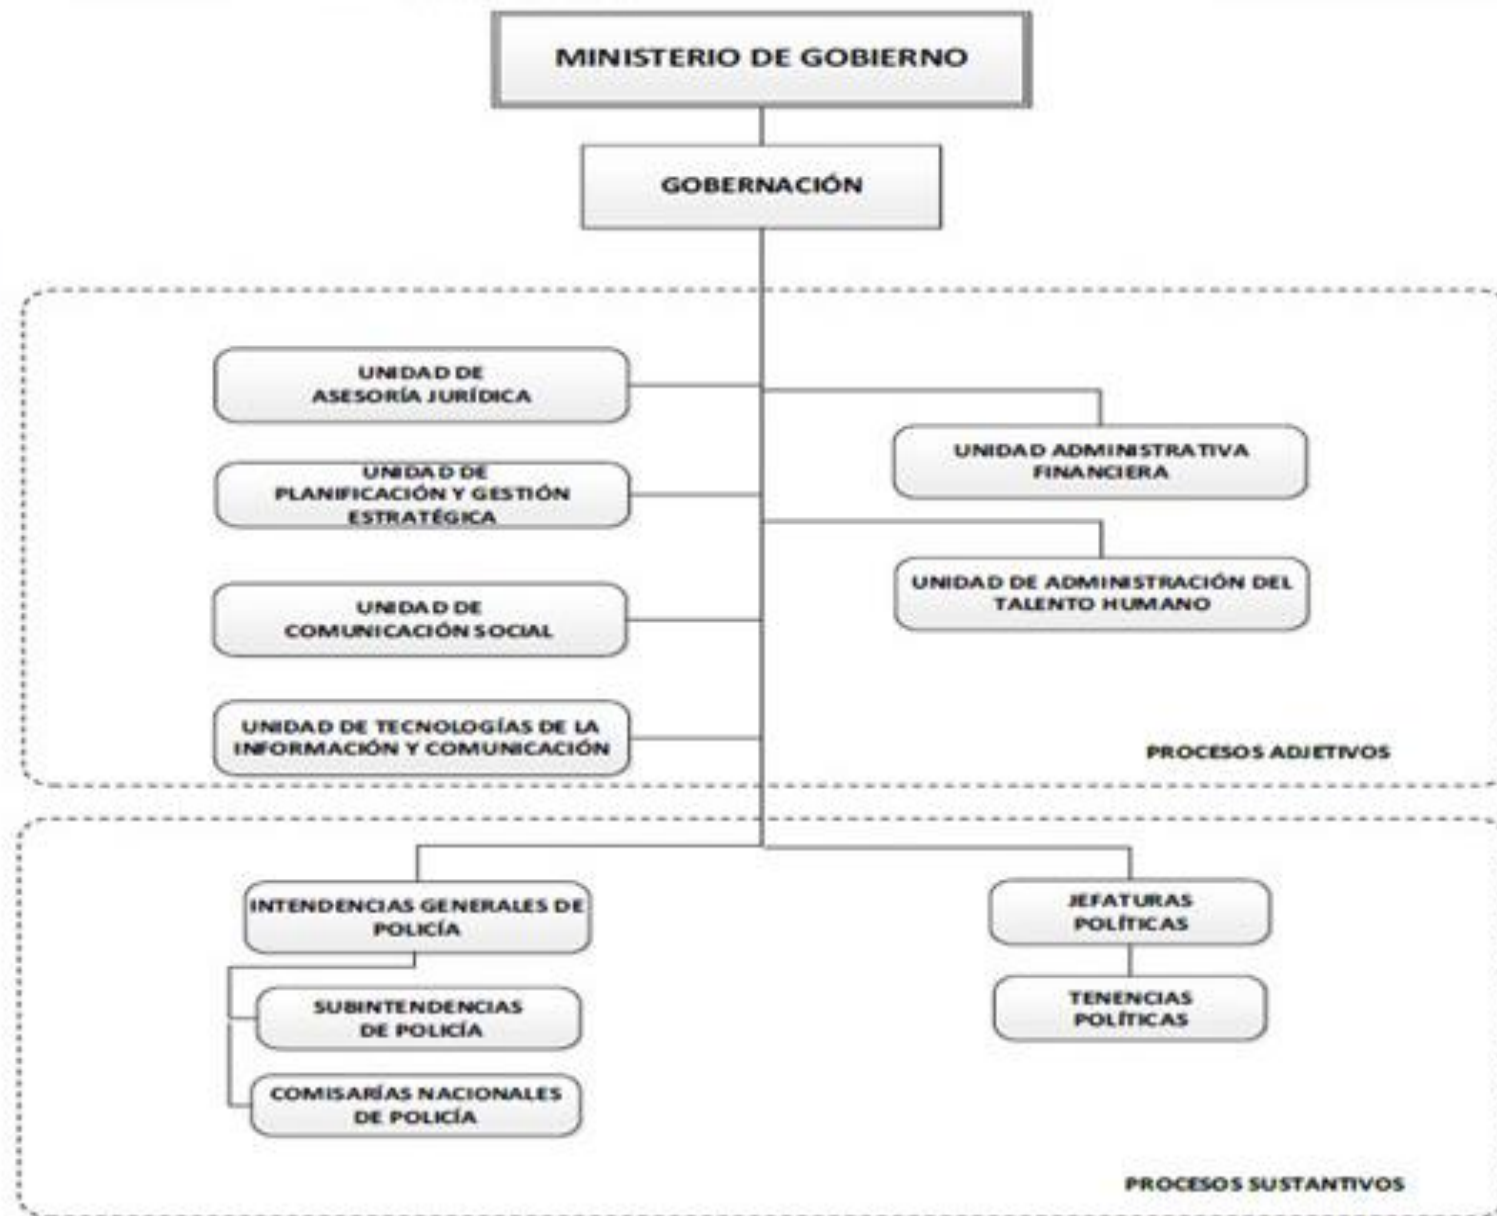 MINISTERIO DE GOBIERNO
GOBERNACIÓN
UNIDAD DE
ASESORÍA JURÍDICA
UNIDAD DE
PLANIFICACIÓN Y GESTIÓN
ESTRATÉGICA
UNIDAD DE
COMUNICACIÓN SOCIAL
UNIDAD DE TECNOLOGÍAS DE LA
INFORMACIÓN Y COMUNICACIÓN
UNIDAD ADMINISTRATIVA
FINANCIERA
UNIDAD DE ADMINISTRACIÓN DEL
TALENTO HUMANO
PROCESOS ADJETIVOS
INTENDENCIAS GENERALES DE
POLICÍA
SUBINTENDENCIAS
DE POLICÍA
COMISARÍAS NACIONALES
DE POLICÍA
JEFATURAS
POLÍTICAS
TENENCIAS
POLÍTICAS
PROCESOS SUSTANTIVOS